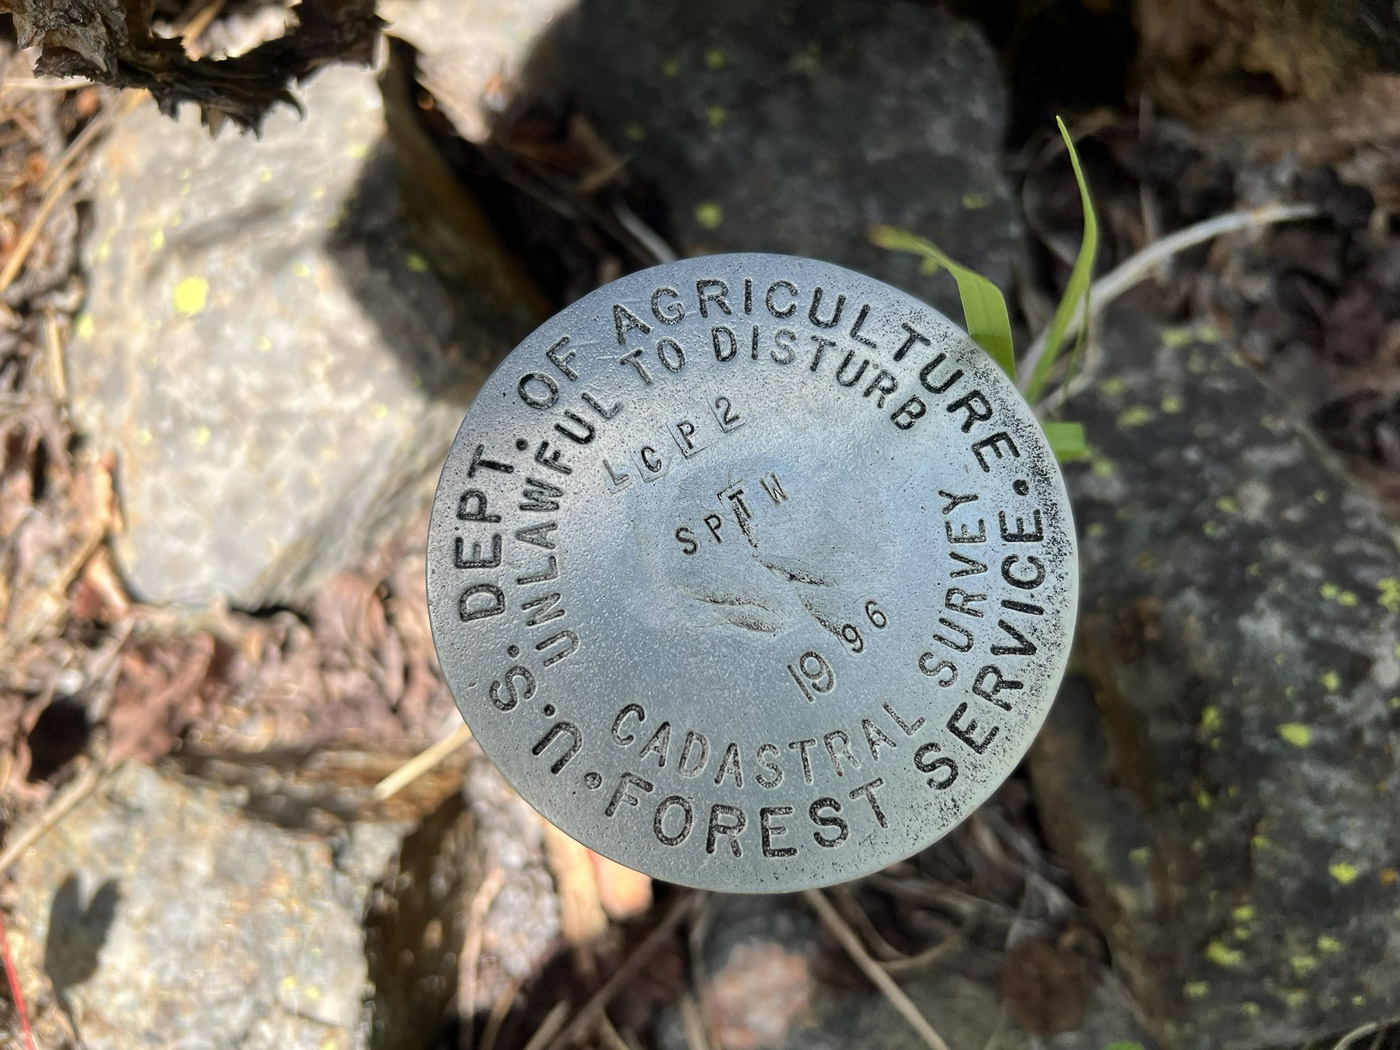 U.S. DEPT. OF AGRICULTURE.
UNLAWFUL TO DISTURB
LCP2
SPTW
1996
CADASTRAL SURVEY
FOREST SERVICE.